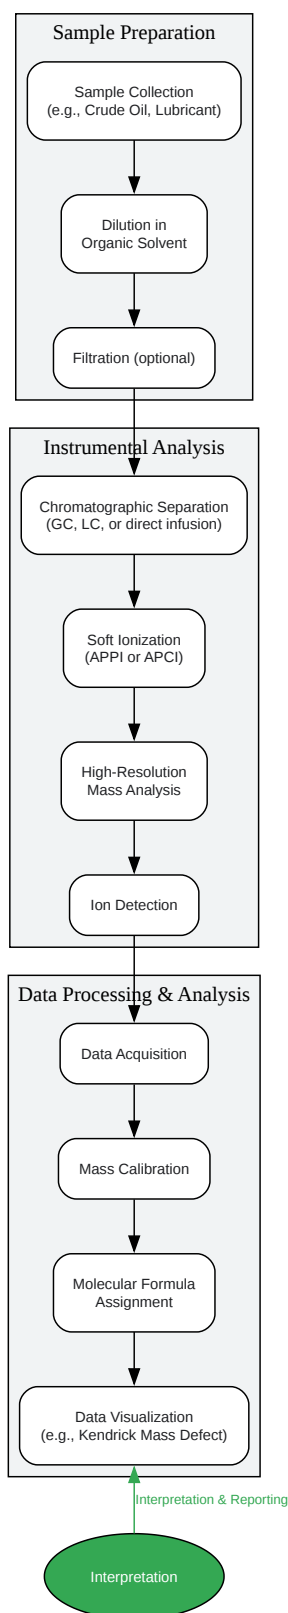 Sample Preparation
Sample Collection
(e.g., Crude Oil, Lubricant)
Dilution in
Organic Solvent
Filtration (optional)
Instrumental Analysis
Chromatographic Separation
(GC, LC, or direct infusion)
Soft Ionization
(APPI or APCI)
High-Resolution
Mass Analysis
Ion Detection
Data Processing & Analysis
Data Acquisition
Mass Calibration
Molecular Formula
Assignment
Data Visualization
(e.g., Kendrick Mass Defect)
Interpretation & Reporting
Interpretation